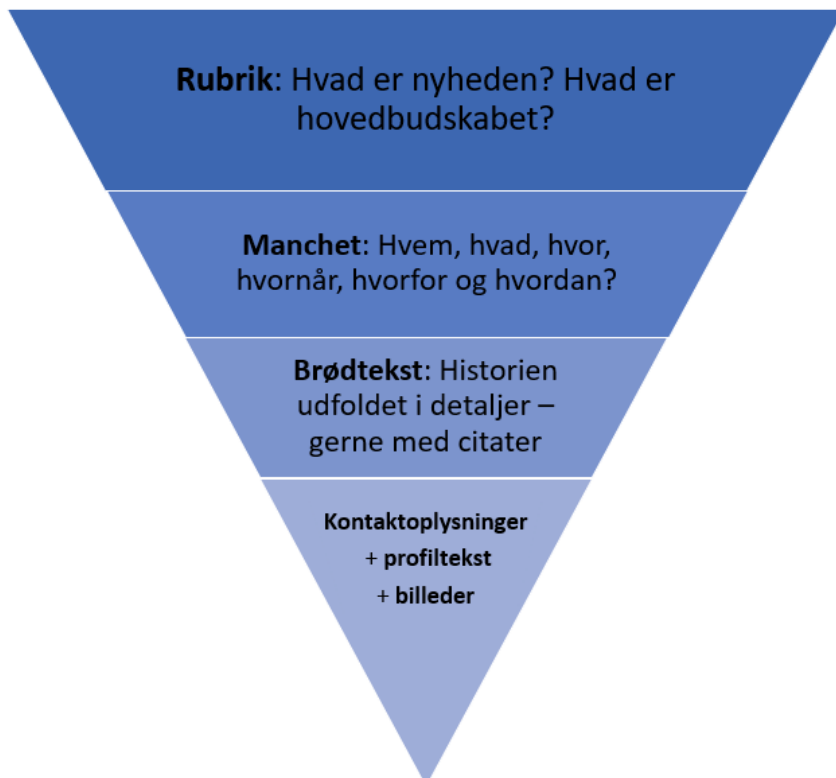 Rubrik: Hvad er nyheden? Hvad er
hovedbudskabet?
Manchet: Hvem, hvad, hvor,
hvornår, hvorfor og hvordan?
Brødtekst: Historien
udfoldet i detaljer –
gerne med citater
Kontaktoplysninger
+ profiltekst
+ billeder